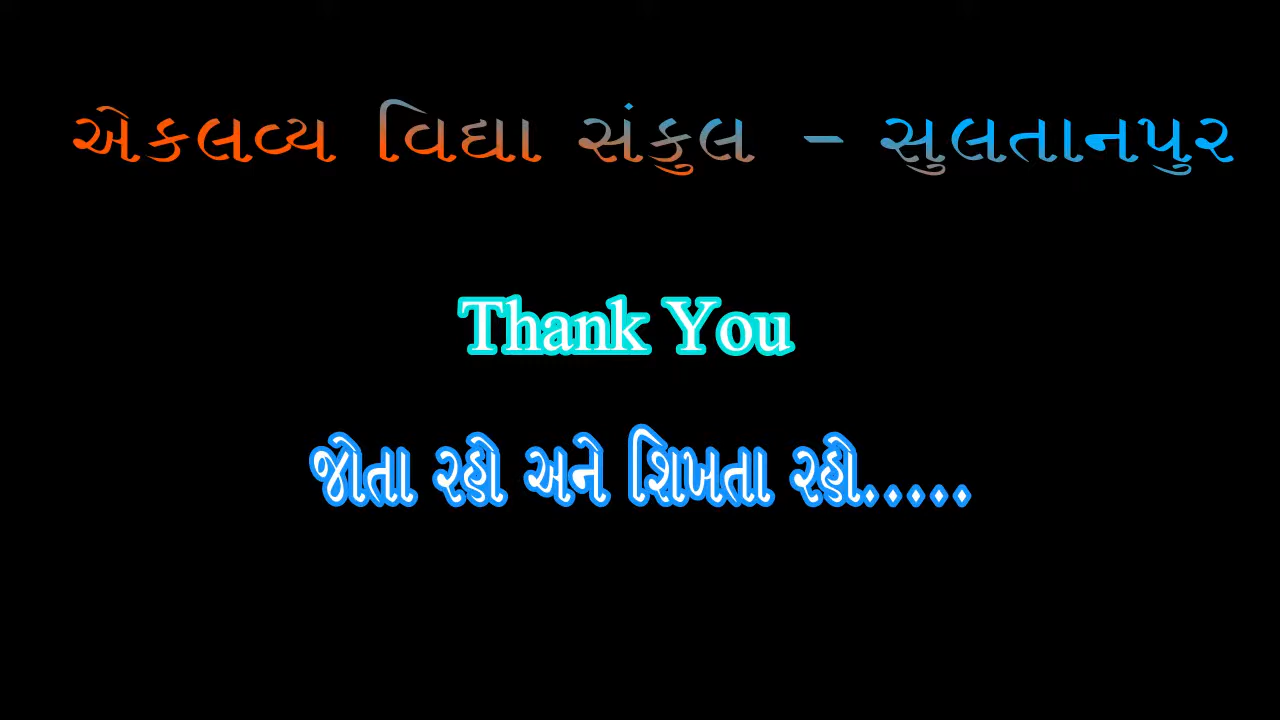 એકલવ્ય વિદ્યા સંકુલ - સુલતાનપુર
Thank You
જોતા રહો અને શિખતા રહો.....